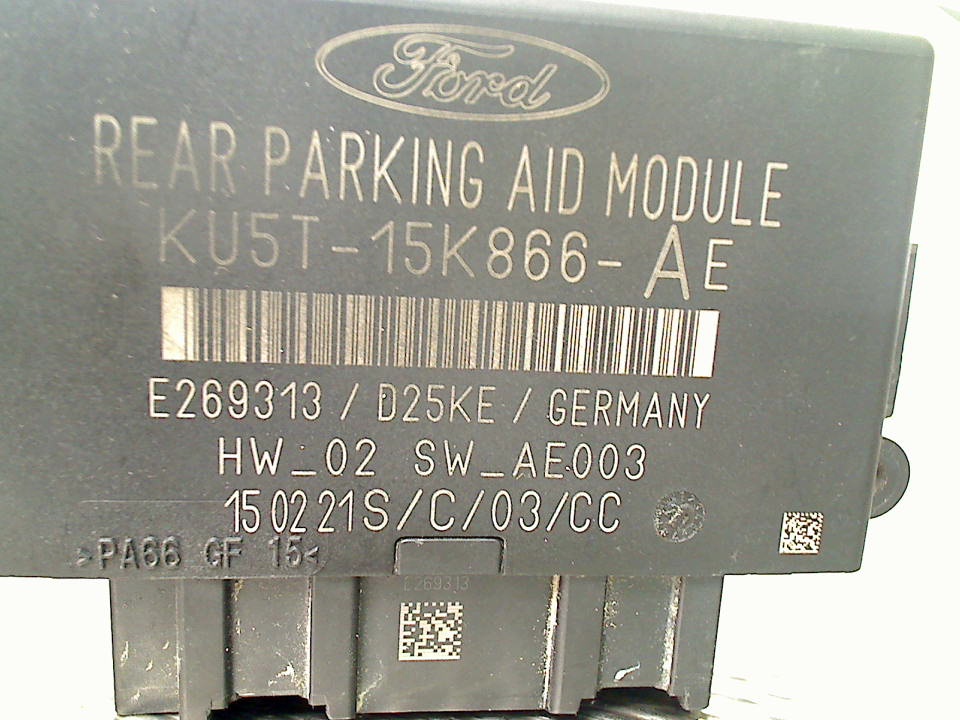 Ford
REAR PARKING AID MODULE
KU5T-15K866-AE
E269313/D25KE/GERMANY
HW_02 SW_AE003
150221S/C/03/CC
>PA66 GF 15<
E269313